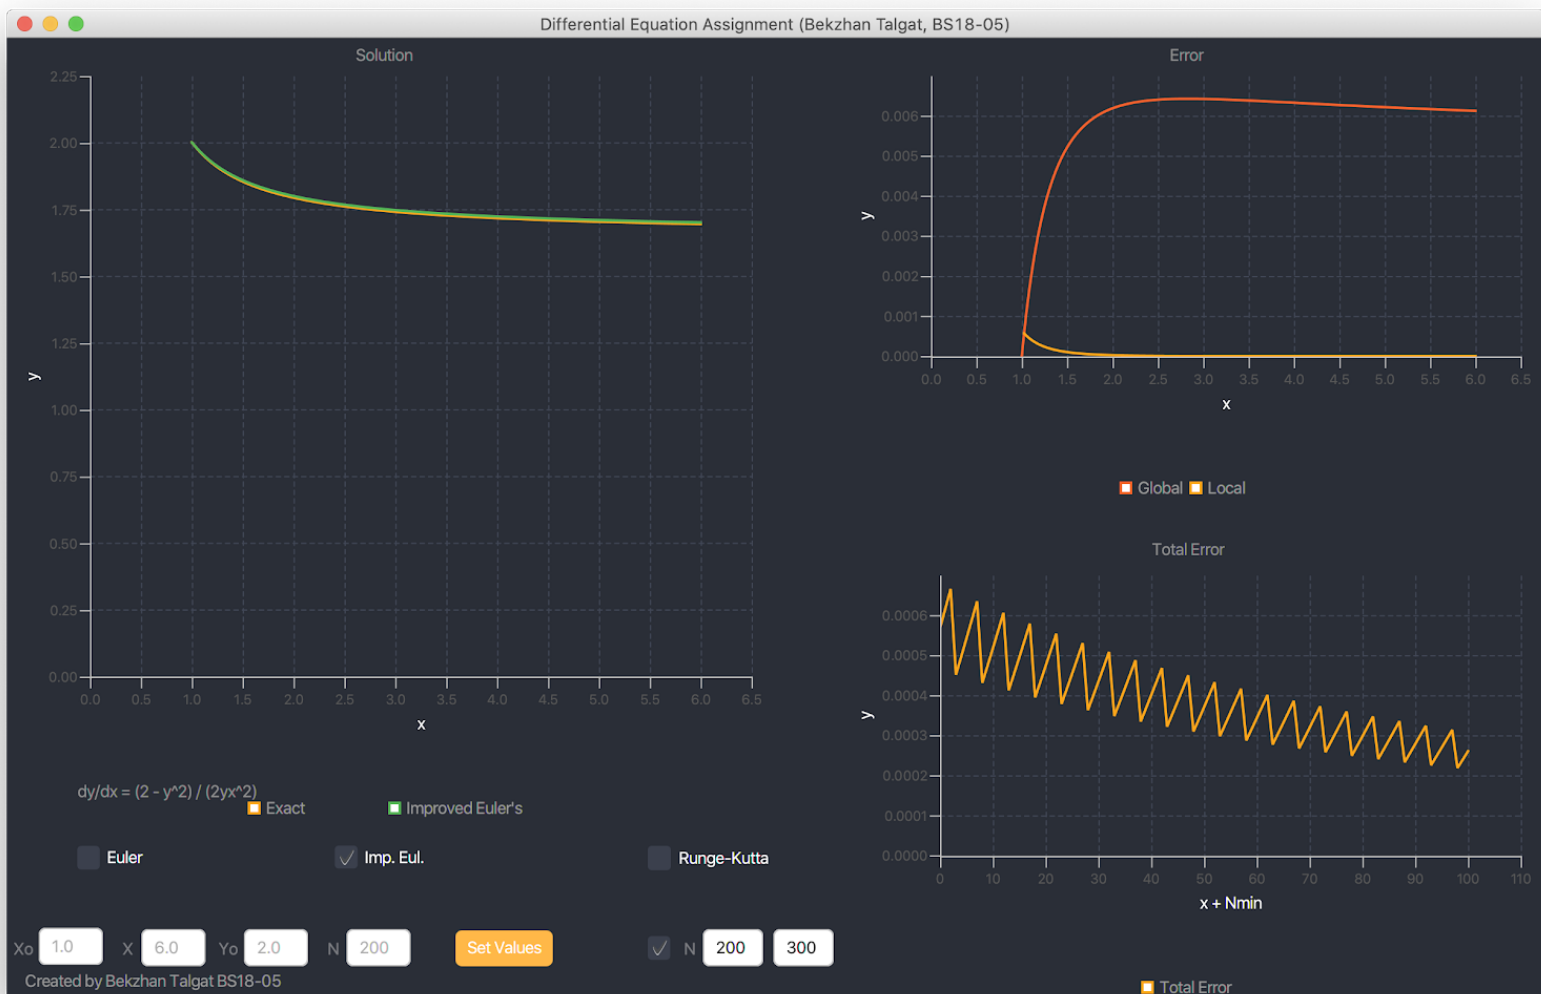 Differential Equation Assignment (Bekzhan Talgat, BS18-05)
Solution
2.25
2.00
1.75
1.50
1.25
1.00
0.75
0.50
0.25
0.00
y
0.0 0.5 1.0 1.5 2.0 2.5 3.0 3.5 4.0 4.5 5.0 5.5 6.0 6.5
x
dy/dx = (2 - y^2) / (2yx^2)
Exact Improved Euler's
Euler Imp. Eul. Runge-Kutta
Xo 1.0 X 6.0 Yo 2.0 N 200 Set Values N 200 300
Created by Bekzhan Talgat BS18-05
Error
0.006
0.005
0.004
0.003
0.002
0.001
0.000
y
0.0 0.5 1.0 1.5 2.0 2.5 3.0 3.5 4.0 4.5 5.0 5.5 6.0 6.5
x
Global Local
Total Error
0.0006
0.0005
0.0004
0.0003
0.0002
0.0001
0.0000
y
0 10 20 30 40 50 60 70 80 90 100 110
x + Nmin
Total Error